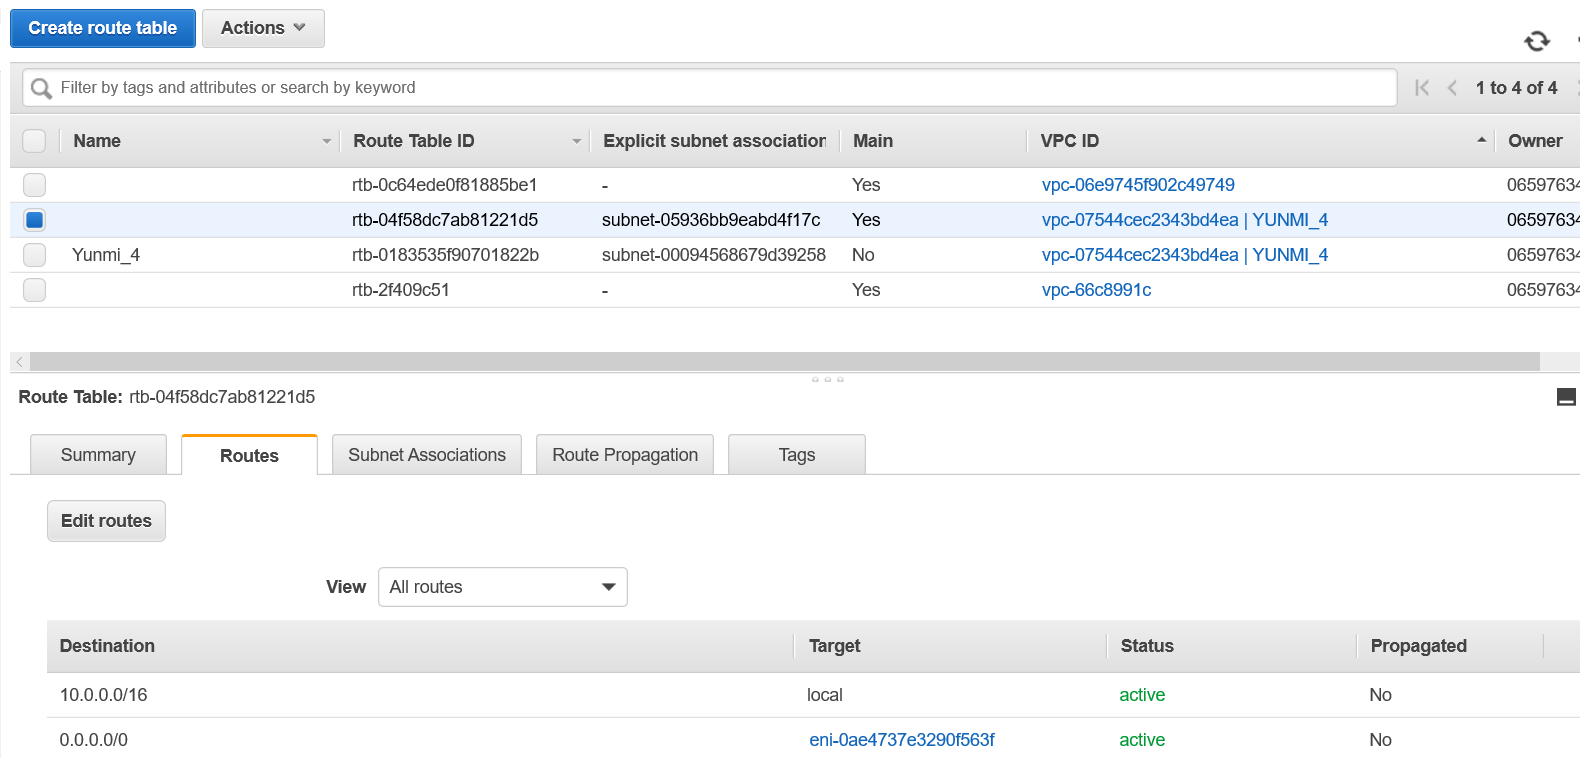 Create route table Actions
Filter by tags and attributes or search by keyword 1 to 4 of 4
Name Route Table ID Explicit subnet association Main VPC ID Owner
rtb-0c64ede0f81885be1 - Yes vpc-06e9745f902c49749 06597634
rtb-04f58dc7ab81221d5 subnet-05936bb9eabd4f17c Yes vpc-07544cec2343bd4ea | YUNMI_4 06597634
Yunmi_4 rtb-0183535f90701822b subnet-00094568679d39258 No vpc-07544cec2343bd4ea | YUNMI_4 06597634
rtb-2f409c51 - Yes vpc-66c8991c 06597634
Route Table: rtb-04f58dc7ab81221d5
Summary Routes Subnet Associations Route Propagation Tags
Edit routes
View All routes
Destination Target Status Propagated
10.0.0.0/16 local active No
0.0.0.0/0 eni-0ae4737e3290f563f active No